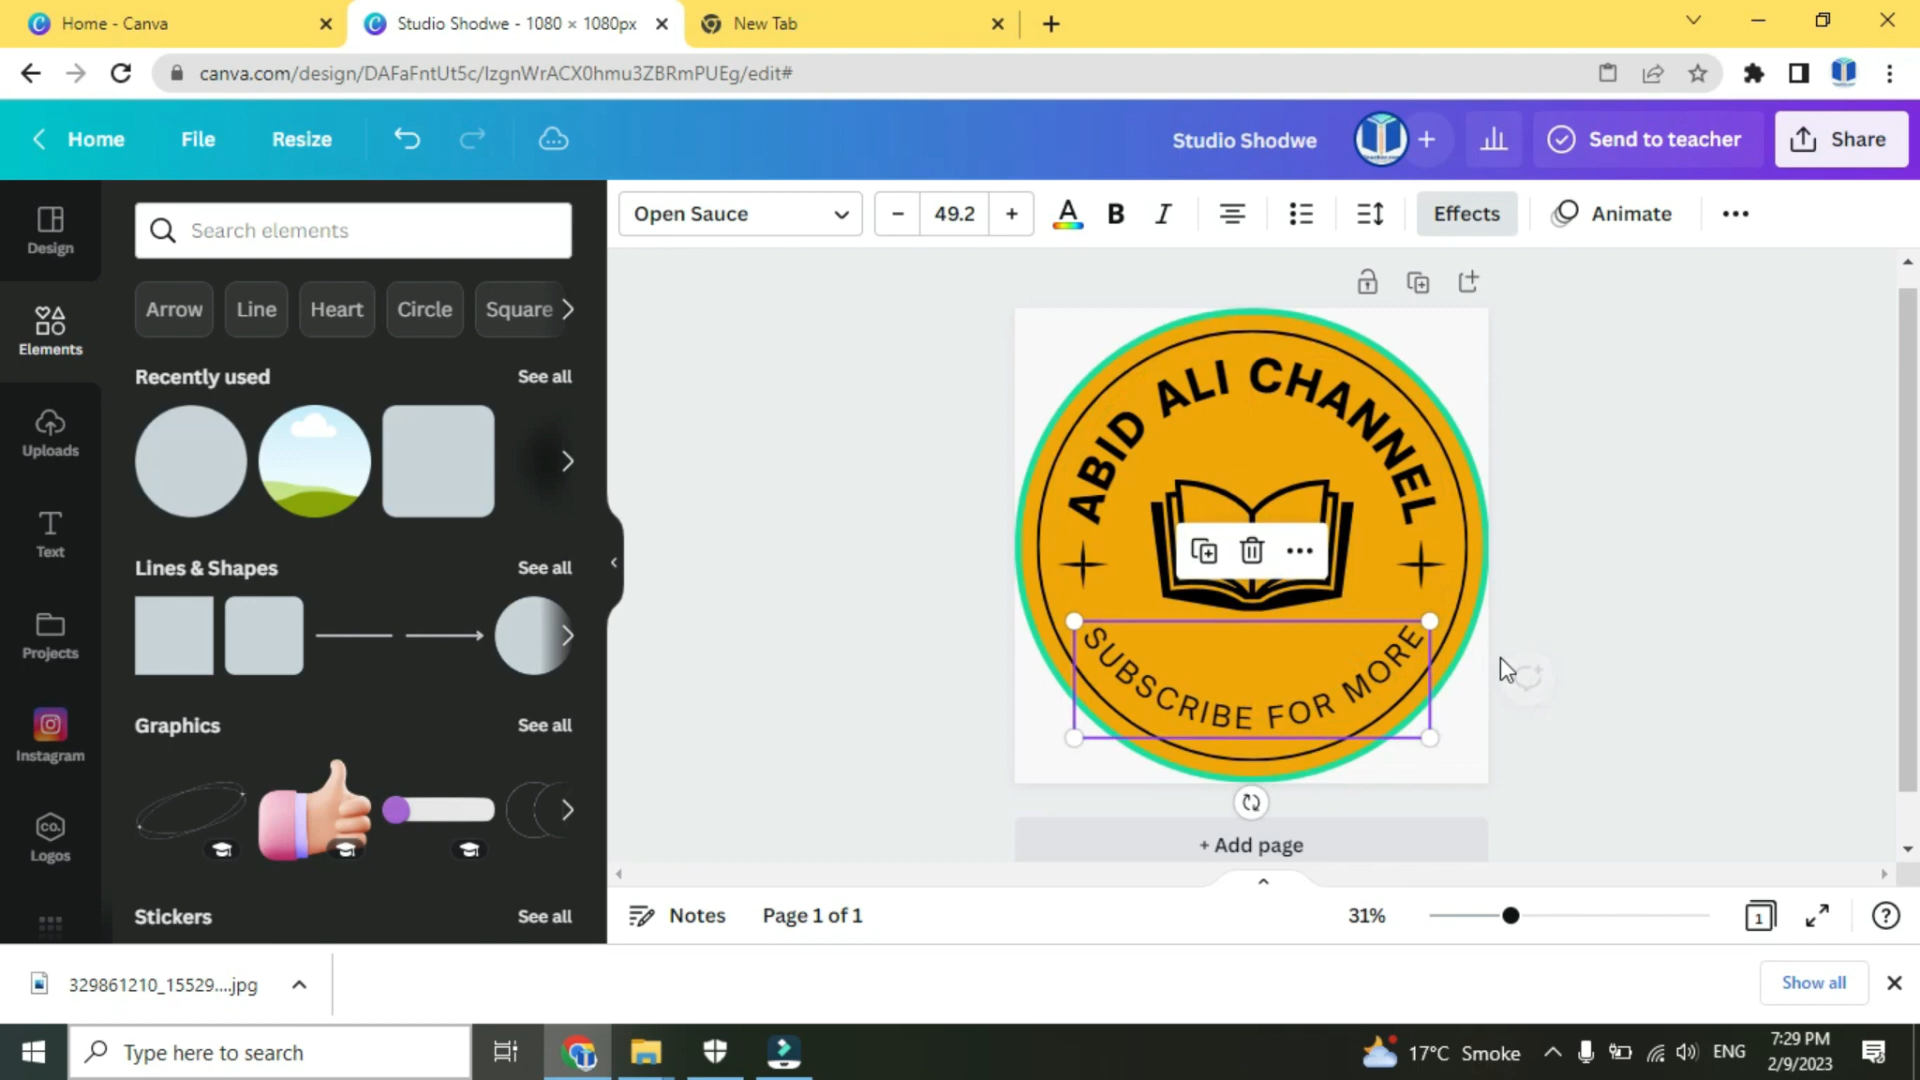 Home - Canva
Studio Shodwe - 1080 × 1080px
New Tab
canva.com/design/DAFaFntUt5c/IzgnWrACX0hmu3ZBRmPUEg/edit#
Home
File
Resize
Studio Shodwe
Send to teacher
Share
Design
Elements
Uploads
Text
Projects
Instagram
CO.
Logos
Search elements
Arrow
Line
Heart
Circle
Square
Recently used
See all
Lines & Shapes
See all
Graphics
See all
Stickers
See all
Open Sauce
49.2
A
B
I
Effects
Animate
ABID ALI CHANNEL
SUBSCRIBE FOR MORE
+ Add page
Notes
Page 1 of 1
31%
1
329861210_15529....jpg
Show all
Type here to search
17°C Smoke
ENG
7:29 PM
2/9/2023